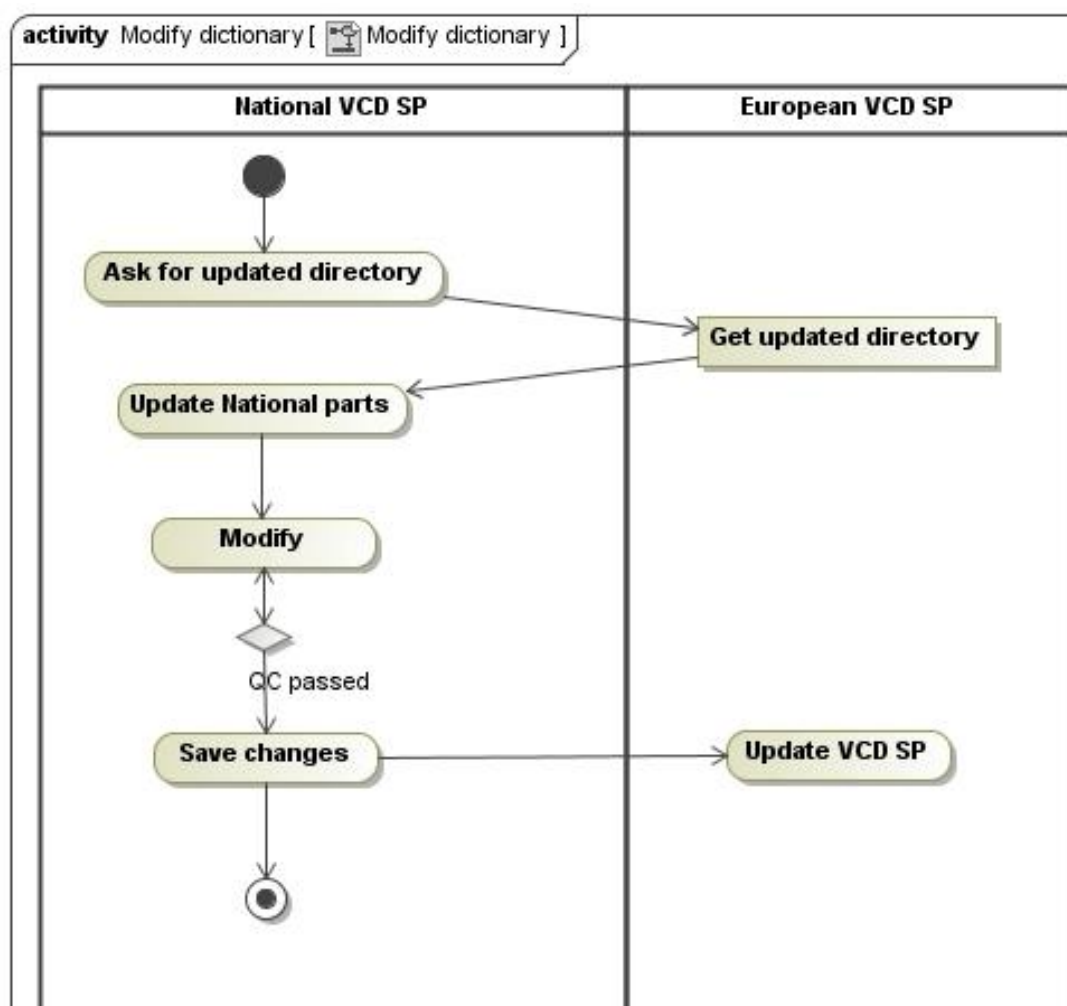 activity Modify dictionary [ Modify dictionary ]
National VCD SP
European VCD SP
Ask for updated directory
Get updated directory
Update National parts
Modify
QC passed
Save changes
Update VCD SP